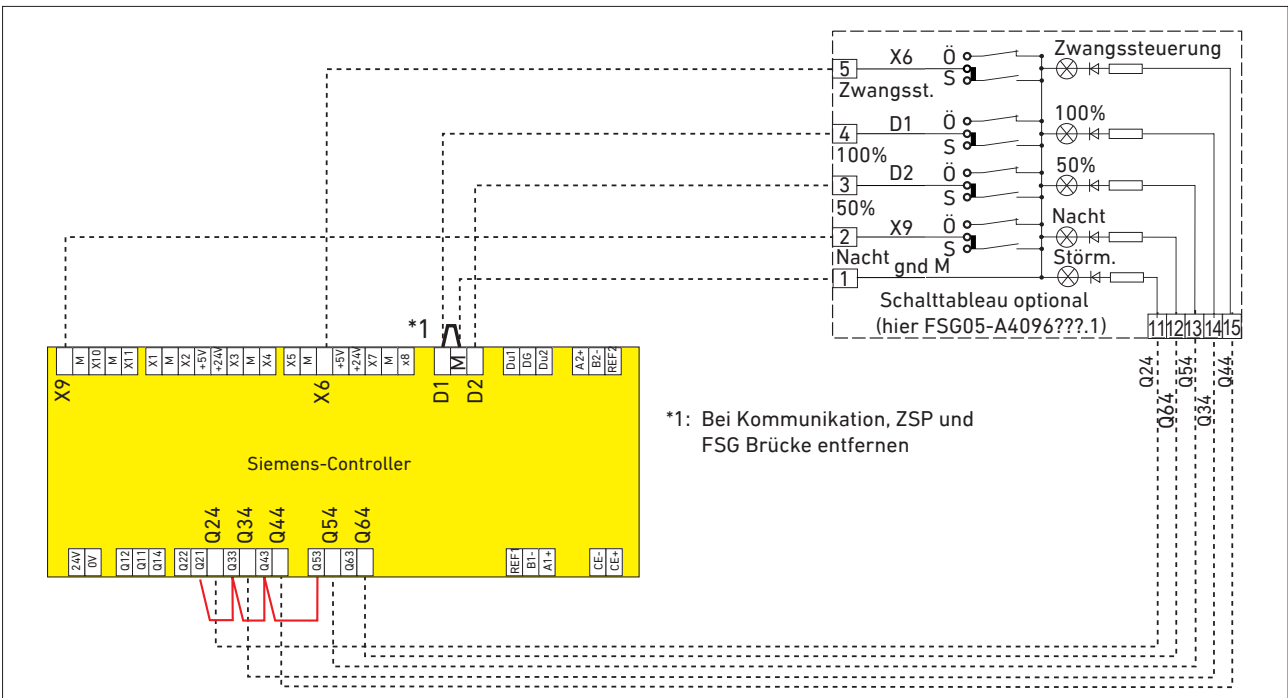 Zwangssteuerung
5 X6 Ö
S
Zwangsst.
100%
4 D1 Ö
S
100%
50%
3 D2 Ö
S
50%
Nacht
2 X9 Ö
S
Nacht
Störm.
1 gnd M
Schalttableau optional
(hier FSG05-A4096???.1)
11 12 13 14 15
Q24 Q64 Q54 Q34 Q44
*1
X9 M X10 M X11
X1 M X2 +5V +24V X3 M X4
X5 M X6 +5V +24V X7 M x8
D1 M D2
Du1 DG Du2
A2+ B2- REF2
*1: Bei Kommunikation, ZSP und
FSG Brücke entfernen
Siemens-Controller
24V 0V
Q12 Q11 Q14
Q22 Q21 Q24 Q33 Q34 Q43 Q44
Q53 Q54 Q63 Q64
REF1 B1- A1+
CE- CE+